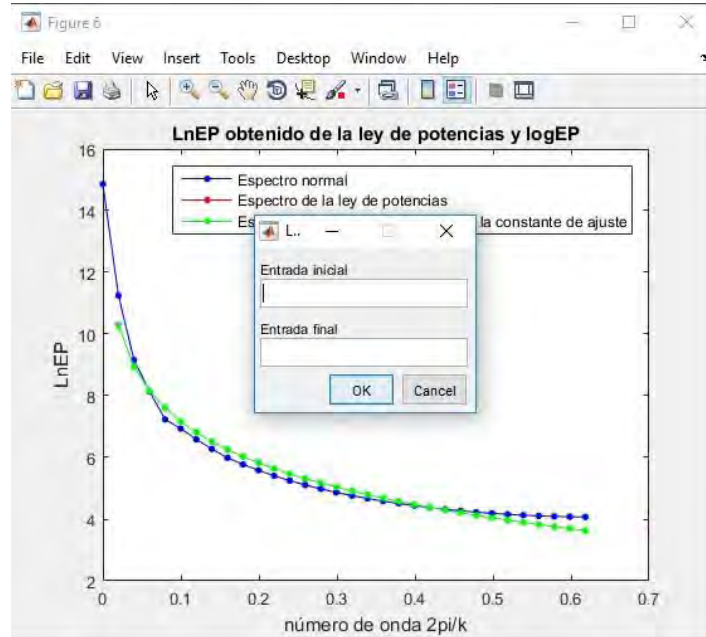 Figure 6
File Edit View Insert Tools Desktop Window Help
LnEP obtenido de la ley de potencias y logEP
Espectro normal
Espectro de la ley de potencias
Es la constante de ajuste
L..
Entrada inicial
Entrada final
OK Cancel
LnEP
16
14
12
10
8
6
4
2
0 0.1 0.2 0.3 0.4 0.5 0.6 0.7
número de onda 2pi/k